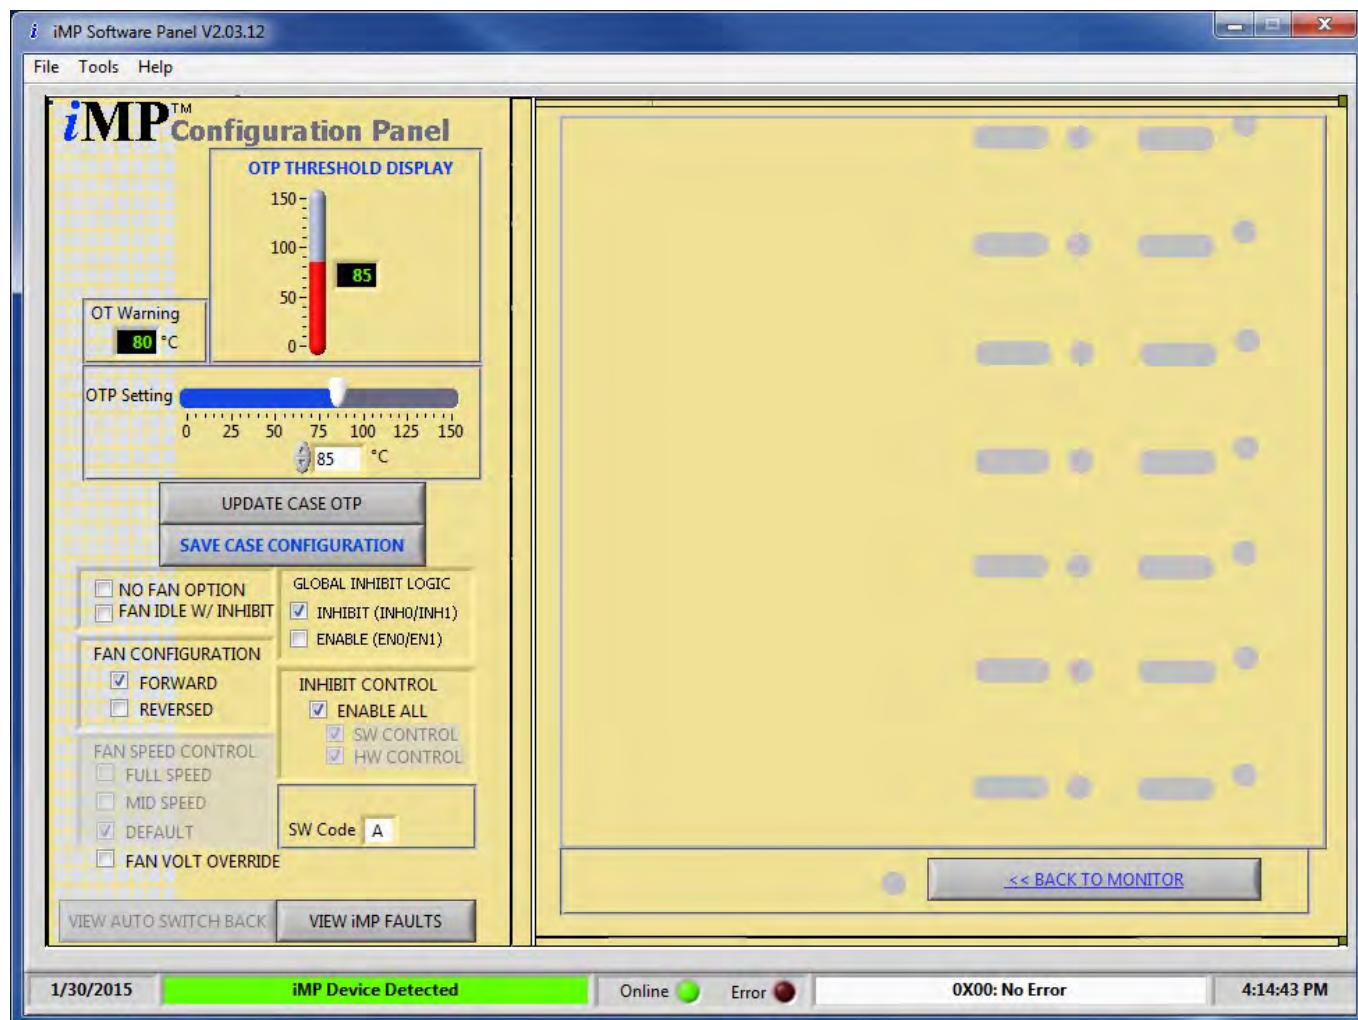 iMP Software Panel V2.03.12
File Tools Help
iMP™ Configuration Panel
OTP THRESHOLD DISPLAY
150
100
85
50
0
OT Warning
80 °C
OTP Setting
0 25 50 75 100 125 150
85 °C
UPDATE CASE OTP
SAVE CASE CONFIGURATION
NO FAN OPTION
FAN IDLE W/ INHIBIT
GLOBAL INHIBIT LOGIC
INHIBIT (INH0/INH1)
ENABLE (EN0/EN1)
FAN CONFIGURATION
FORWARD
REVERSED
INHIBIT CONTROL
ENABLE ALL
SW CONTROL
HW CONTROL
FAN SPEED CONTROL
FULL SPEED
MID SPEED
DEFAULT
FAN VOLT OVERRIDE
SW Code A
VIEW AUTO SWITCH BACK
VIEW iMP FAULTS
<< BACK TO MONITOR
1/30/2015 iMP Device Detected Online Error 0X00: No Error 4:14:43 PM